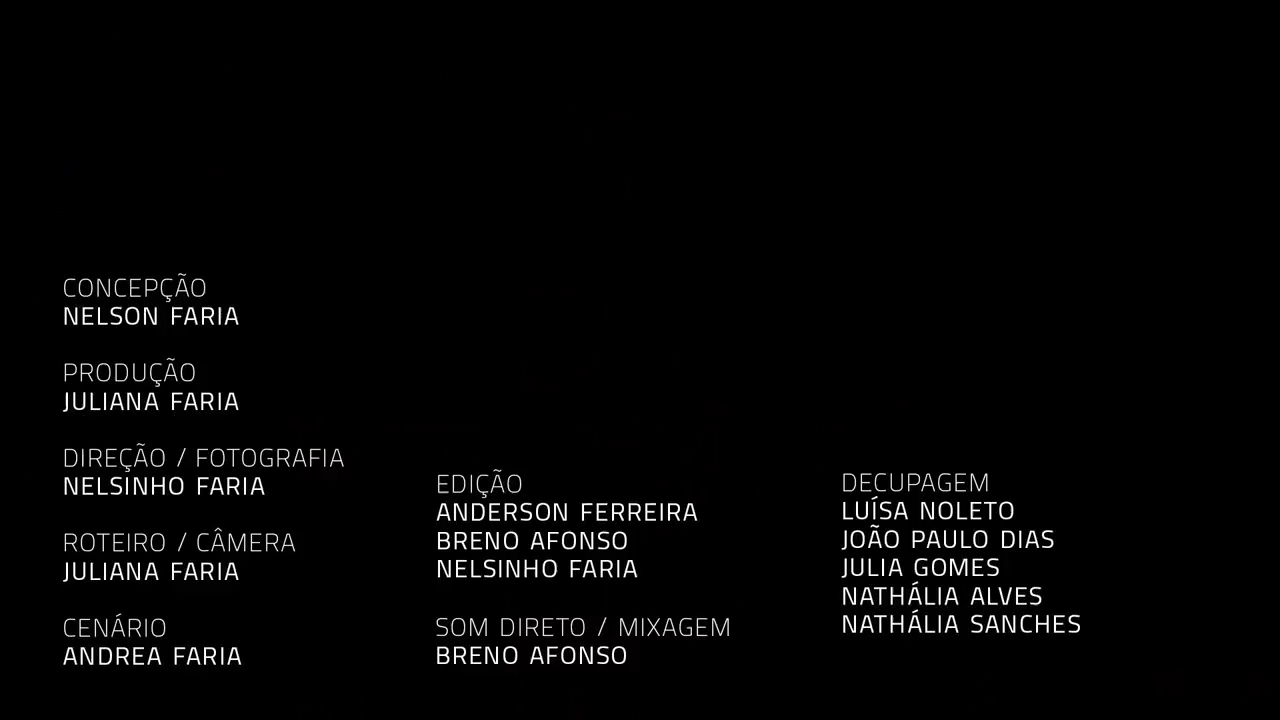 CONCEPÇÃO
NELSON FARIA
PRODUÇÃO
JULIANA FARIA
DIREÇÃO / FOTOGRAFIA
NELSINHO FARIA
ROTEIRO / CÂMERA
JULIANA FARIA
CENÁRIO
ANDREA FARIA
EDIÇÃO
ANDERSON FERREIRA
BRENO AFONSO
NELSINHO FARIA
SOM DIRETO / MIXAGEM
BRENO AFONSO
DECUPAGEM
LUÍSA NOLETO
JOÃO PAULO DIAS
JULIA GOMES
NATHÁLIA ALVES
NATHÁLIA SANCHES